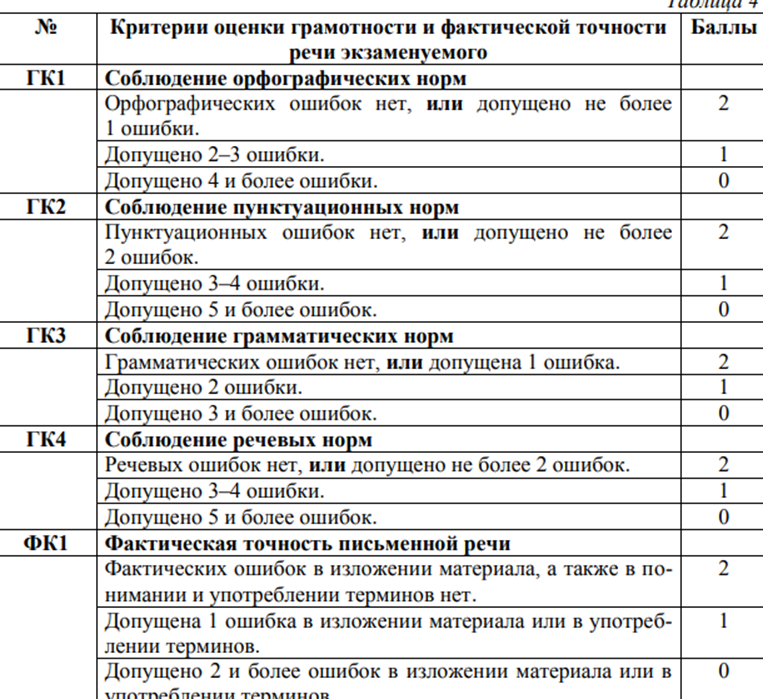 Таблица 4
№ Критерии оценки грамотности и фактической точности Баллы
речи экзаменуемого
ГК1 Соблюдение орфографических норм
Орфографических ошибок нет, или допущено не более 2
1 ошибки.
Допущено 2–3 ошибки. 1
Допущено 4 и более ошибки. 0
ГК2 Соблюдение пунктуационных норм
Пунктуационных ошибок нет, или допущено не более 2
2 ошибок.
Допущено 3–4 ошибки. 1
Допущено 5 и более ошибок. 0
ГК3 Соблюдение грамматических норм
Грамматических ошибок нет, или допущена 1 ошибка. 2
Допущено 2 ошибки. 1
Допущено 3 и более ошибок. 0
ГК4 Соблюдение речевых норм
Речевых ошибок нет, или допущено не более 2 ошибок. 2
Допущено 3–4 ошибки. 1
Допущено 5 и более ошибок. 0
ФК1 Фактическая точность письменной речи
Фактических ошибок в изложении материала, а также в по- 2
нимании и употреблении терминов нет.
Допущена 1 ошибка в изложении материала или в употреб- 1
лении терминов.
Допущено 2 и более ошибок в изложении материала или в 0
употреблении терминов